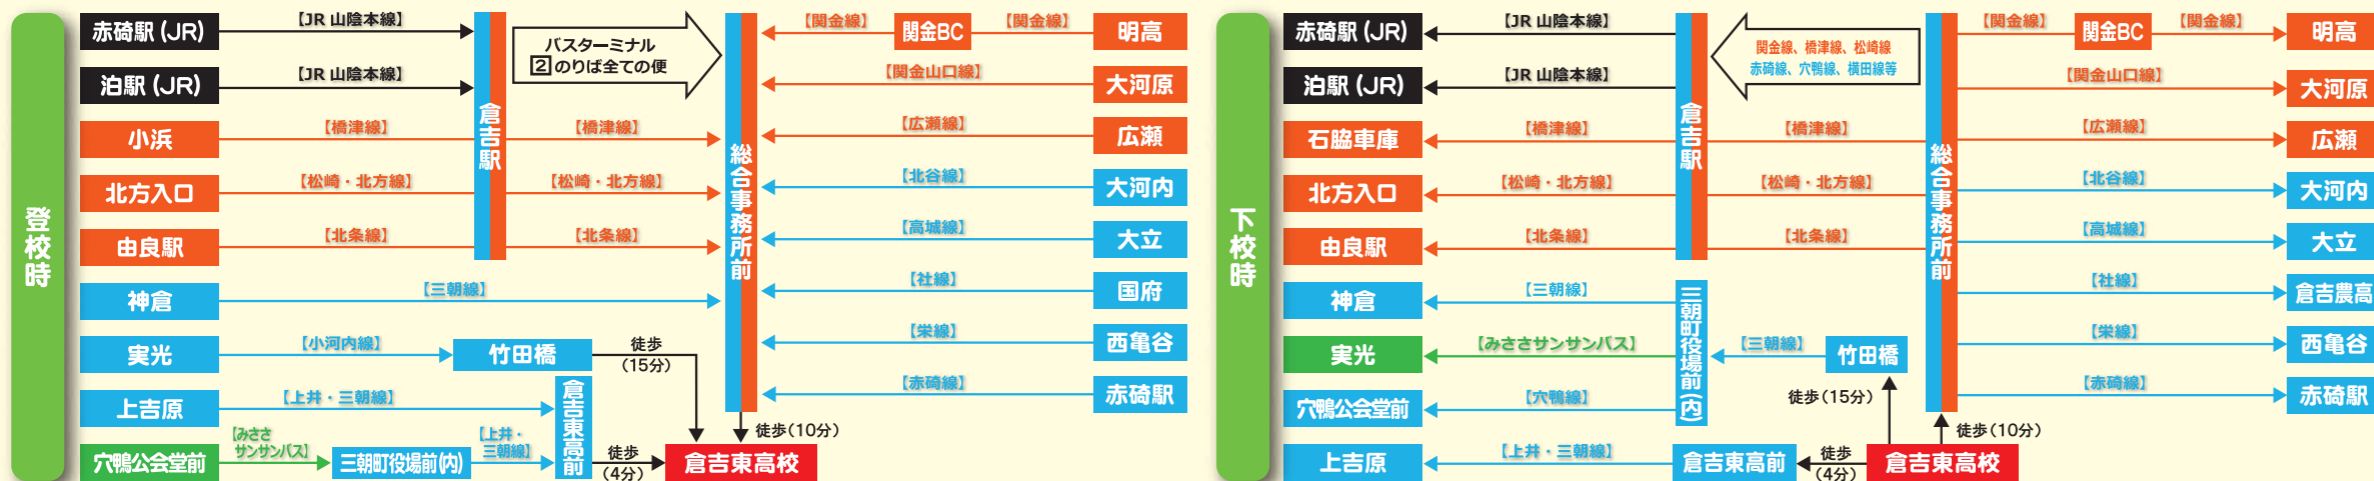 登校時
赤碕駅(JR)
【JR 山陰本線】
泊駅(JR)
【JR 山陰本線】
小浜
【橋津線】
【橋津線】
北方入口
【松崎・北方線】
【松崎・北方線】
由良駅
【北条線】
【北条線】
倉吉駅
バスターミナル
2のりば全ての便
神倉
【三朝線】
実光
【小河内線】
竹田橋
徒歩
(15分)
上吉原
【上井・三朝線】
倉吉東高前
穴鴨公会堂前
【みささ
サンサンバス】
三朝町役場前(内)
【上井・
三朝線】
徒歩
(4分)
倉吉東高校
徒歩(10分)
総合事務所前
【関金線】
関金BC
【関金線】
明高
【関金山口線】
大河原
【広瀬線】
広瀬
【北谷線】
大河内
【高城線】
大立
【社線】
国府
【栄線】
西亀谷
【赤碕線】
赤碕駅
下校時
赤碕駅(JR)
【JR 山陰本線】
泊駅(JR)
【JR 山陰本線】
石脇車庫
【橋津線】
【橋津線】
北方入口
【松崎・北方線】
【松崎・北方線】
由良駅
【北条線】
【北条線】
倉吉駅
関金線、橋津線、松崎線
赤碕線、穴鴨線、横田線等
神倉
【三朝線】
実光
【みささサンサンバス】
穴鴨公会堂前
【穴鴨線】
三朝町役場前(内)
【三朝線】
竹田橋
徒歩(15分)
上吉原
【上井・三朝線】
倉吉東高前
徒歩
(4分)
倉吉東高校
徒歩(10分)
総合事務所前
【関金線】
関金BC
【関金線】
明高
【関金山口線】
大河原
【広瀬線】
広瀬
【北谷線】
大河内
【高城線】
大立
【社線】
倉吉農高
【栄線】
西亀谷
【赤碕線】
赤碕駅